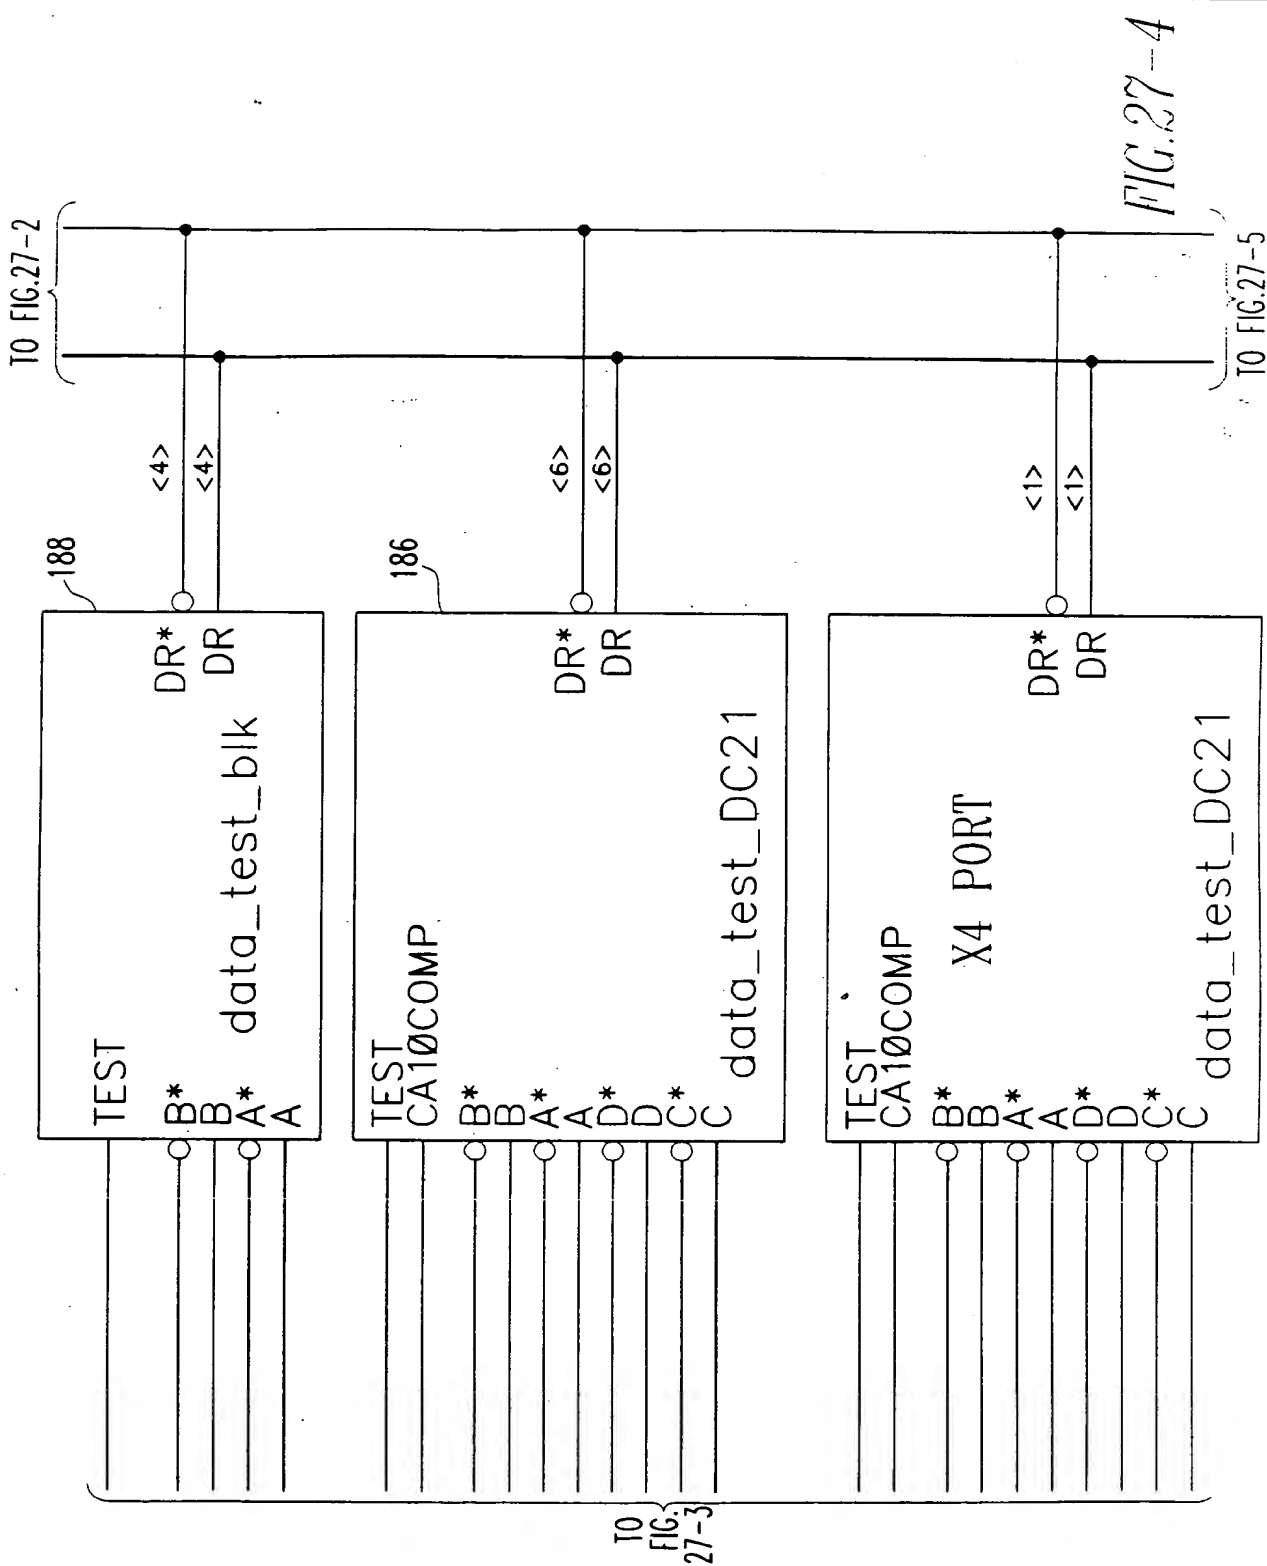 TO FIG.27-2
188
TEST
B*
B
A*
A
data_test_blk
DR*
DR
<4>
<4>
186
TEST
CA10COMP
B*
B
A*
A
D*
D
C*
C
data_test_DC21
DR*
DR
<6>
<6>
TEST
CA10COMP
B*
B
A*
A
D*
D
C*
C
X4 PORT
data_test_DC21
DR*
DR
<1>
<1>
TO
FIG.
27-3
TO FIG.27-5
FIG.27-4